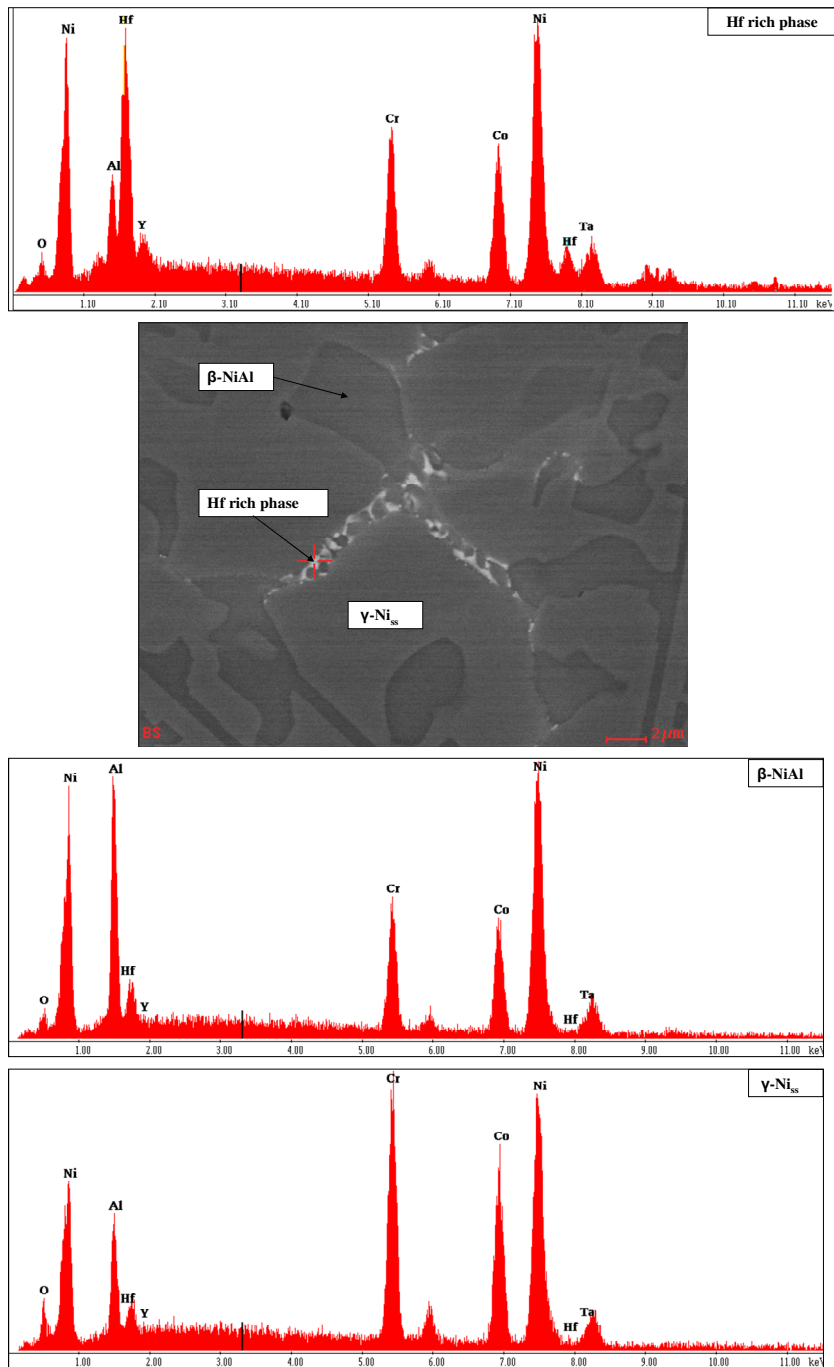 Hf rich phase
Ni Hf Ni
Cr
Co
Al
Y Ta
O Hf
1.10 2.10 3.10 4.10 5.10 6.10 7.10 8.10 9.10 10.10 11.10 keV
β-NiAl
Hf rich phase
γ-Niss
BS 2µm
β-NiAl
Ni Al Ni
Cr
Co
Hf
O Y Hf Ta
1.00 2.00 3.00 4.00 5.00 6.00 7.00 8.00 9.00 10.00 11.00 keV
γ-Niss
Cr
Ni
Co
Ni
Al
O Hf Y Hf Ta
1.00 2.00 3.00 4.00 5.00 6.00 7.00 8.00 9.00 10.00 11.00 keV